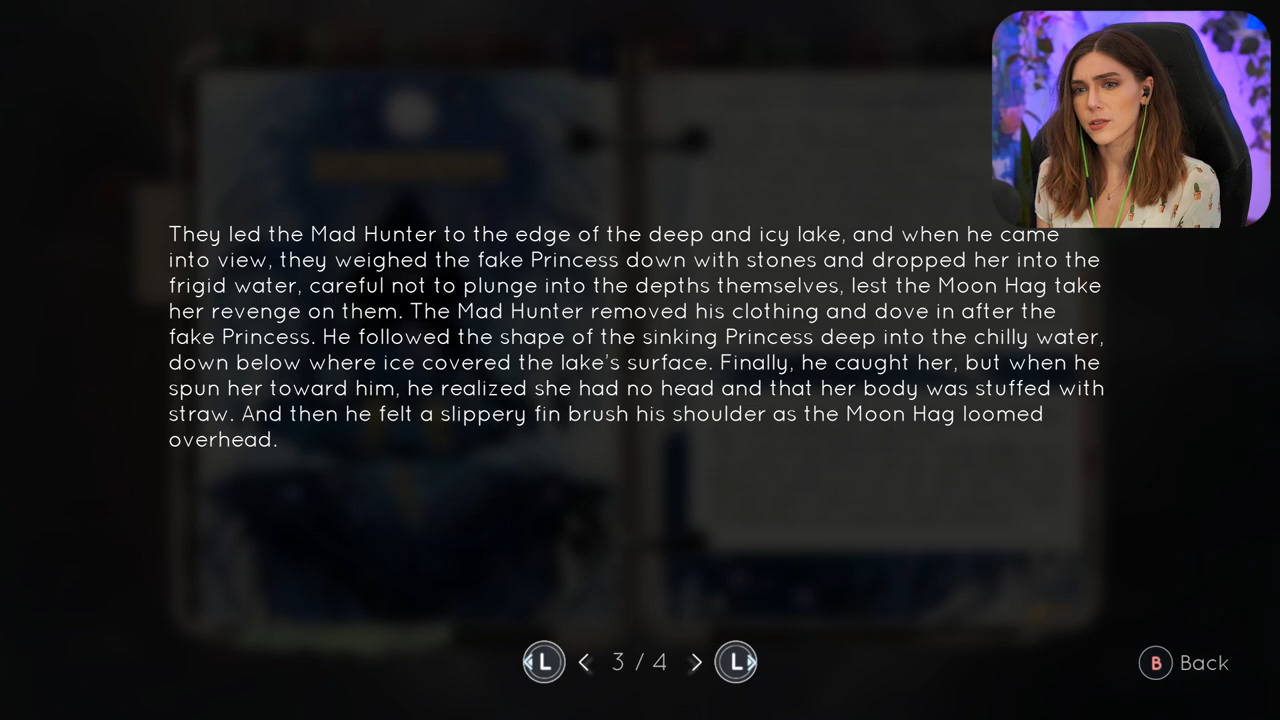 They led the Mad Hunter to the edge of the deep and icy lake, and when he came
into view, they weighed the fake Princess down with stones and dropped her into the
frigid water, careful not to plunge into the depths themselves, lest the Moon Hag take
her revenge on them. The Mad Hunter removed his clothing and dove in after the
fake Princess. He followed the shape of the sinking Princess deep into the chilly water,
down below where ice covered the lake's surface. Finally, he caught her, but when he
spun her toward him, he realized she had no head and that her body was stuffed with
straw. And then he felt a slippery fin brush his shoulder as the Moon Hag loomed
overhead.
L < 3 / 4 > L
B Back